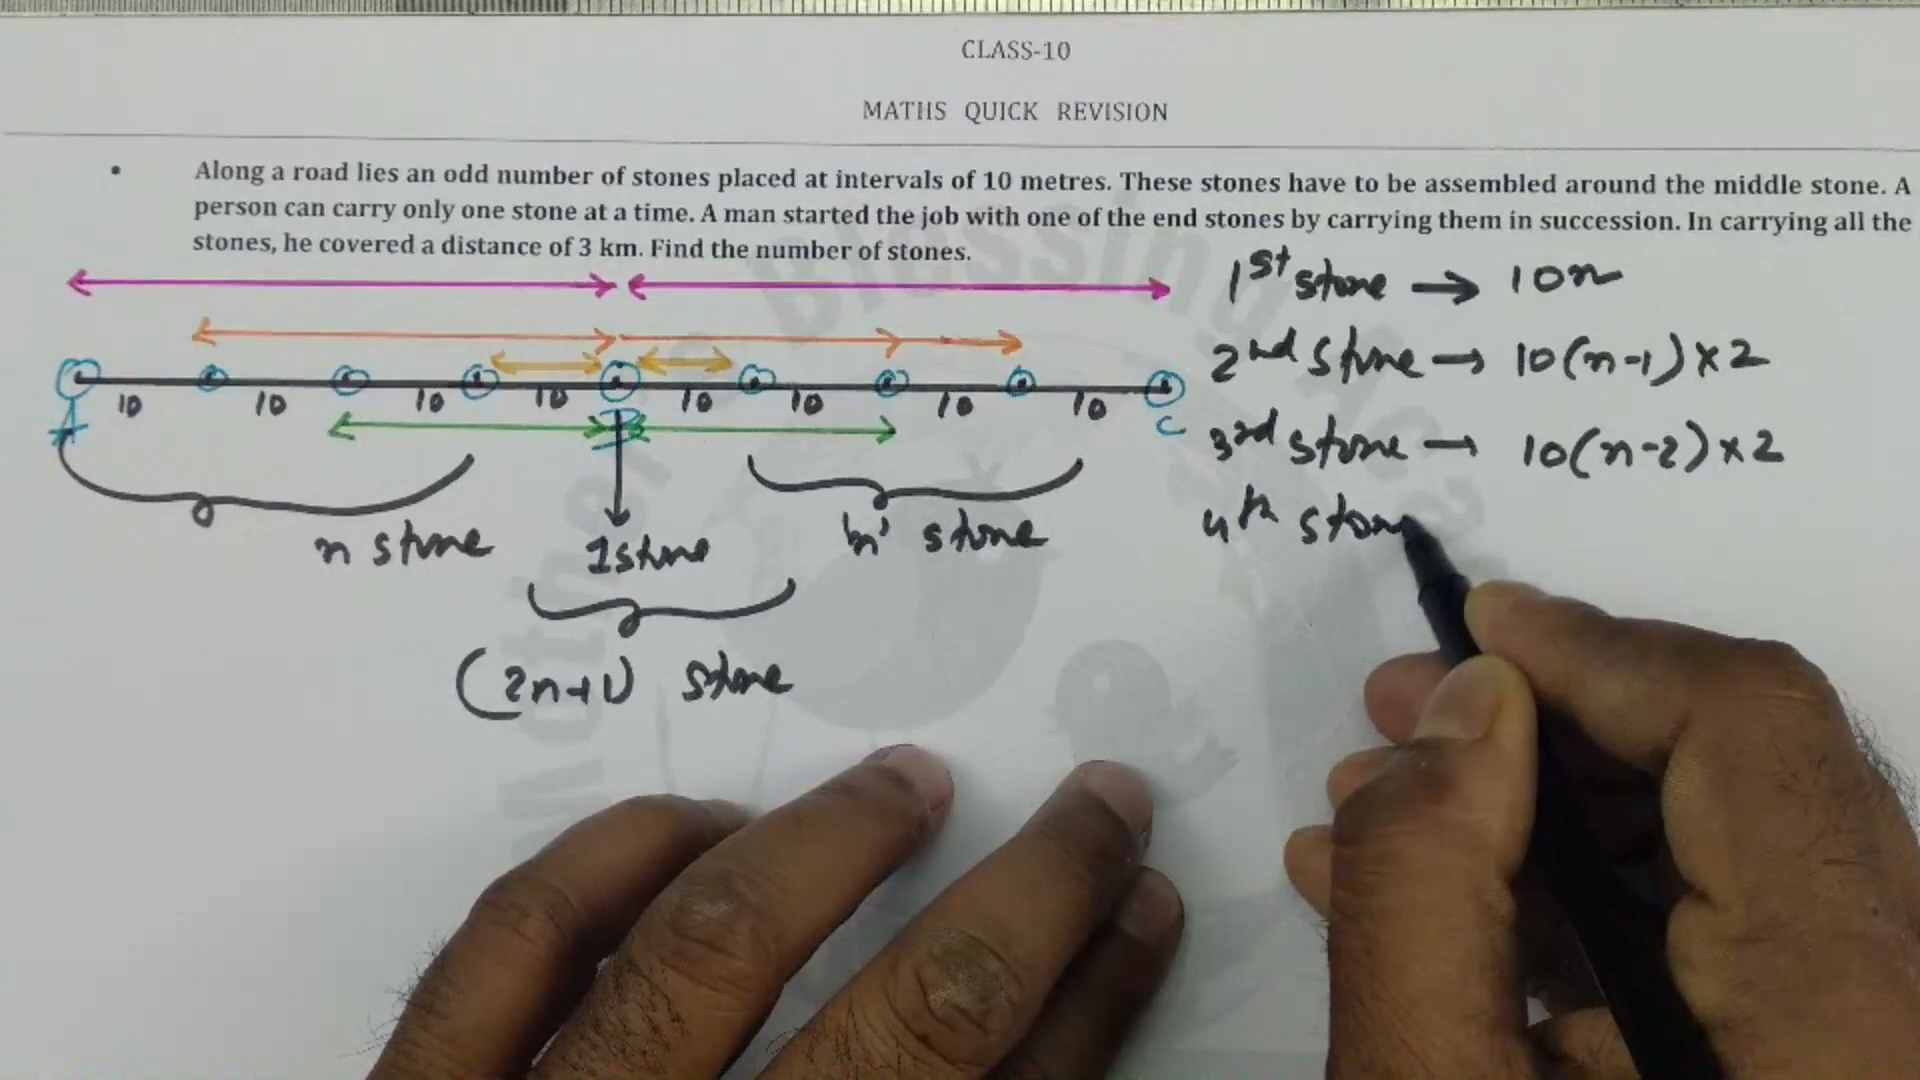 CLASS-10
MATHS QUICK REVISION
• Along a road lies an odd number of stones placed at intervals of 10 metres. These stones have to be assembled around the middle stone. A
person can carry only one stone at a time. A man started the job with one of the end stones by carrying them in succession. In carrying all the
stones, he covered a distance of 3 km. Find the number of stones.
1st stone → 10n
2nd stone → 10(n-1)×2
3rd stone → 10(n-2)×2
4th stone
10 10 10 10 10 10 10 10
A B C
n stone 1 stone 'n' stone
(2n+1) stone